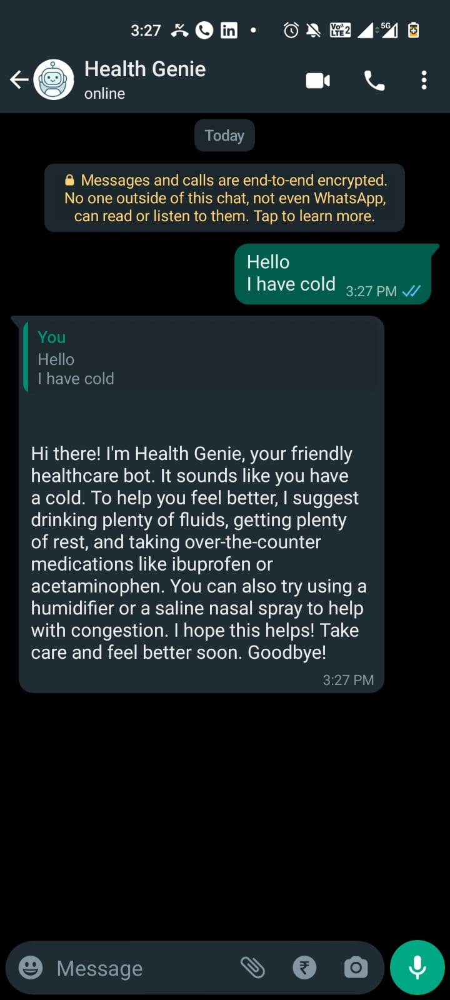 3:27 in Vo)) LTE 2 5G
Health Genie
online
Today
Messages and calls are end-to-end encrypted.
No one outside of this chat, not even WhatsApp,
can read or listen to them. Tap to learn more.
Hello
I have cold 3:27 PM
You
Hello
I have cold
Hi there! I'm Health Genie, your friendly
healthcare bot. It sounds like you have
a cold. To help you feel better, I suggest
drinking plenty of fluids, getting plenty
of rest, and taking over-the-counter
medications like ibuprofen or
acetaminophen. You can also try using a
humidifier or a saline nasal spray to help
with congestion. I hope this helps! Take
care and feel better soon. Goodbye!
3:27 PM
Message ₹